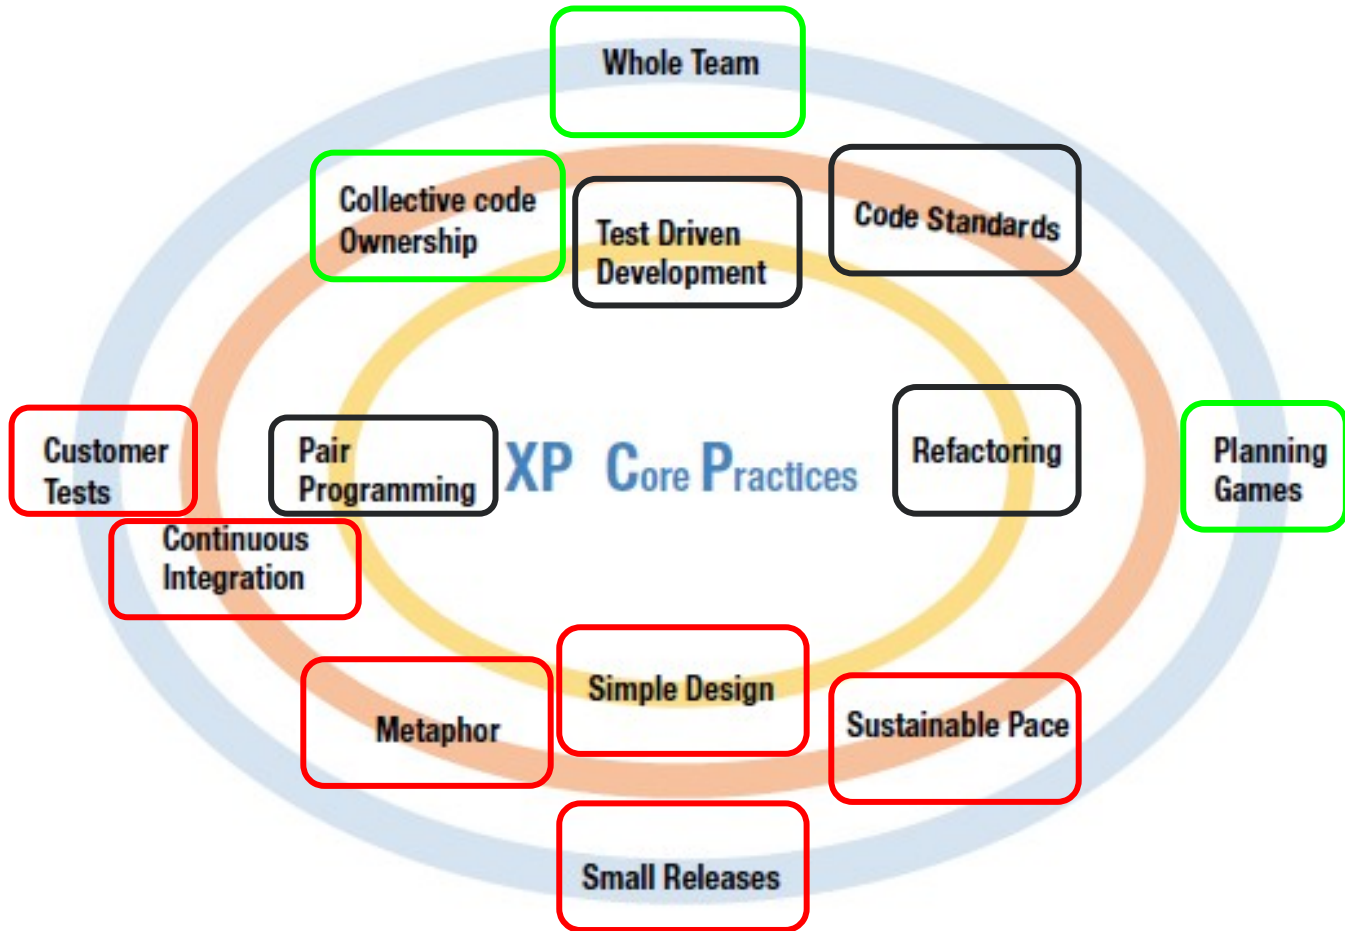 Whole Team
Collective code
Ownership
Test Driven
Development
Code Standards
Customer
Tests
Pair
Programming
XP Core Practices
Refactoring
Planning
Games
Continuous
Integration
Metaphor
Simple Design
Sustainable Pace
Small Releases